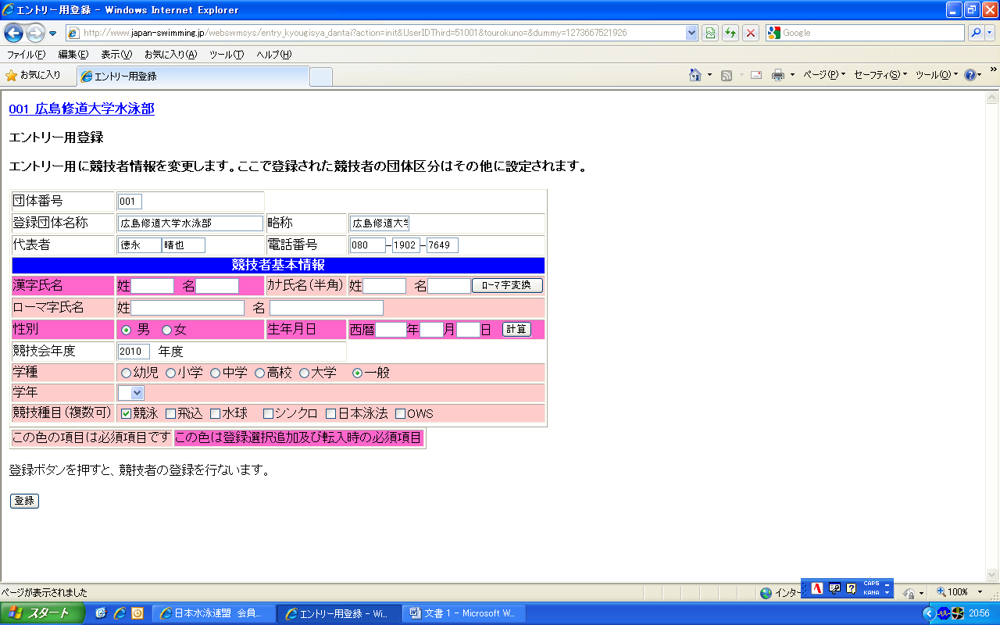 エントリー用登録 - Windows Internet Explorer
http://www.japan-swimming.jp/webswmsys/entry_kyougisya_dantai?action=init&UserIDThird=51001&tourokuno=&dummy=1273667521926
Google
ファイル(F) 編集(E) 表示(V) お気に入り(A) ツール(T) ヘルプ(H)
お気に入り エントリー用登録 ページ(P) セーフティ(S) ツール(O)
001 広島修道大学水泳部
エントリー用登録
エントリー用に競技者情報を変更します。ここで登録された競技者の団体区分はその他に設定されます。
団体番号 001
登録団体名称 広島修道大学水泳部 略称 広島修道大学
代表者 徳永 晴也 電話番号 080 -1902 -7649
競技者基本情報
漢字氏名 姓 名 カナ氏名(半角) 姓 名 ローマ字変換
ローマ字氏名 姓 名
性別 男 女 生年月日 西暦 年 月 日 計算
競技会年度 2010 年度
学種 幼児 小学 中学 高校 大学 一般
学年
競技種目(複数可) 競泳 飛込 水球 シンクロ 日本泳法 OWS
この色の項目は必須項目です この色は登録選択追加及び転入時の必須項目
登録ボタンを押すと、競技者の登録を行ないます。
登録
ページが表示されました インター CAPS KANA 100%
スタート 日本水泳連盟 会員... エントリー用登録 - Wi... 文書 1 - Microsoft W... 20:56